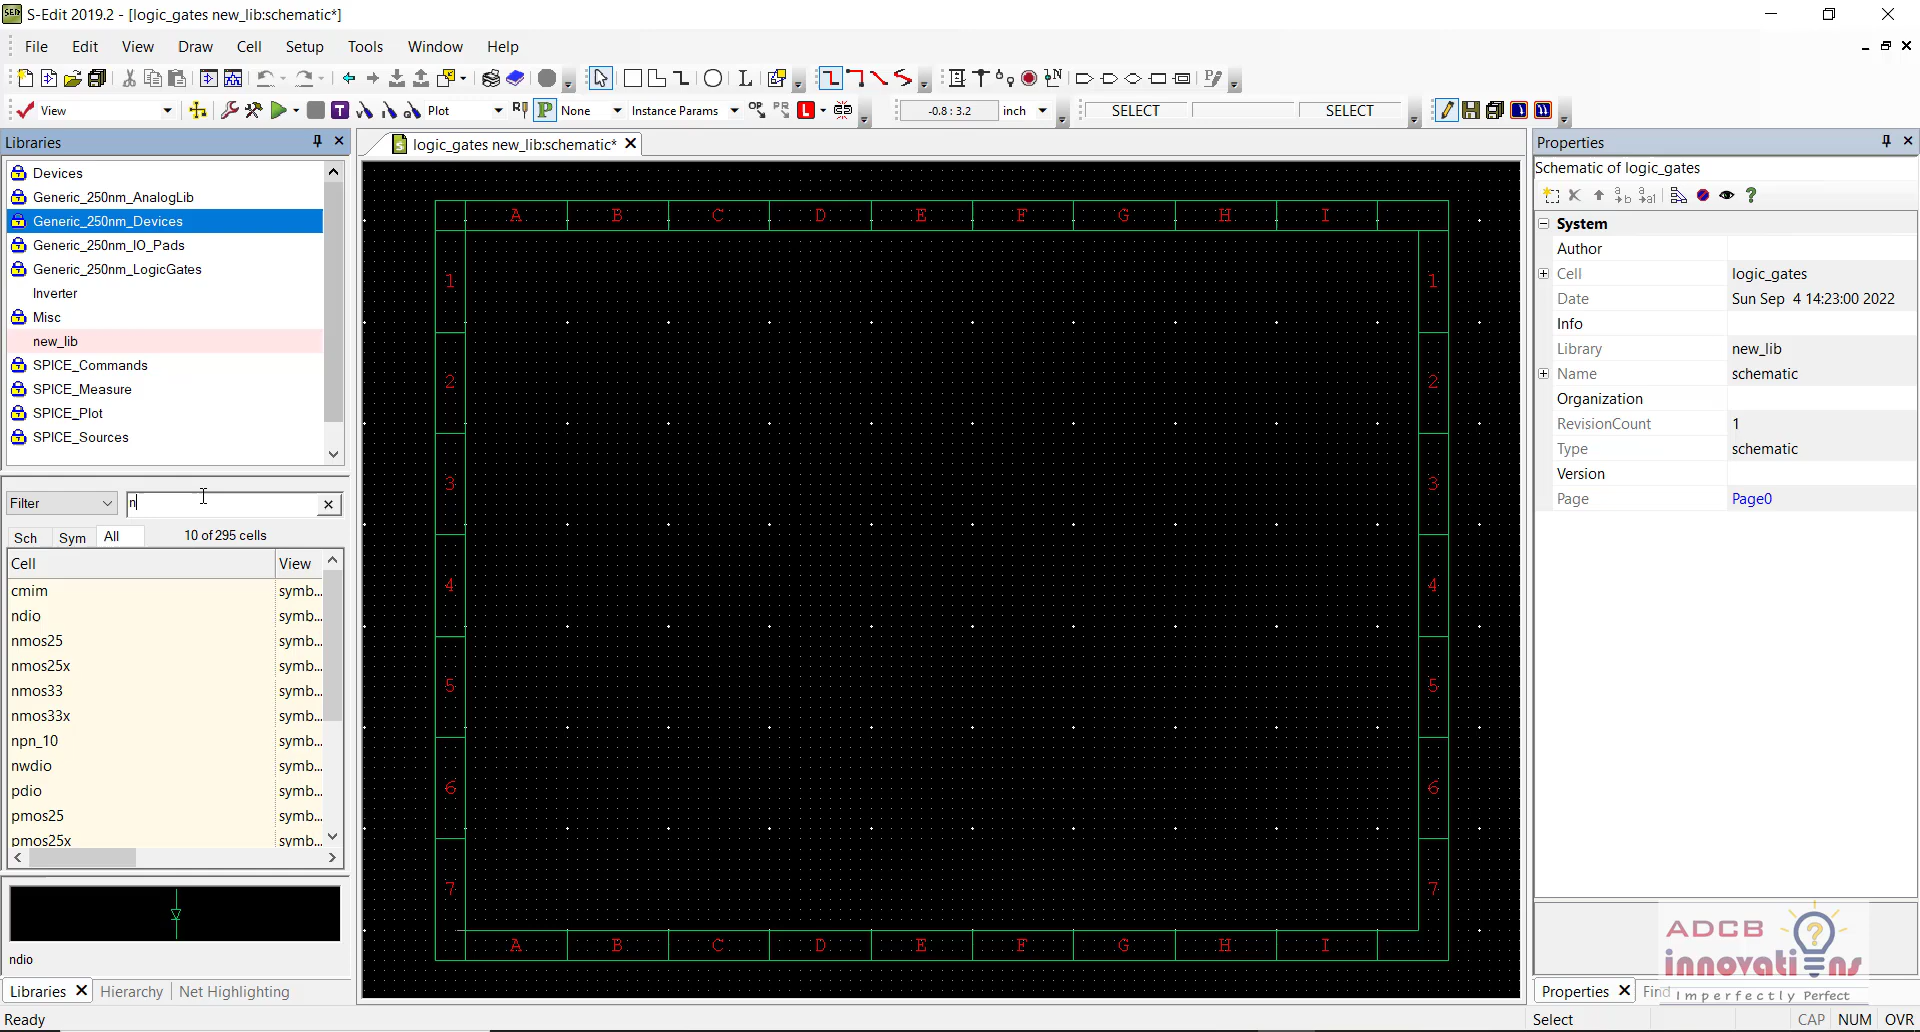 S-Edit 2019.2 - [logic_gates new_lib:schematic*]
File Edit View Draw Cell Setup Tools Window Help
View Plot None Instance Params -0.8 : 3.2 inch SELECT SELECT
Libraries
Devices
Generic_250nm_AnalogLib
Generic_250nm_Devices
Generic_250nm_IO_Pads
Generic_250nm_LogicGates
Inverter
Misc
new_lib
SPICE_Commands
SPICE_Measure
SPICE_Plot
SPICE_Sources
Filter n
Sch Sym All 10 of 295 cells
Cell View
cmim symb...
ndio symb...
nmos25 symb...
nmos25x symb...
nmos33 symb...
nmos33x symb...
npn_10 symb...
nwdio symb...
pdio symb...
pmos25 symb...
pmos25x symb...
ndio
Libraries Hierarchy Net Highlighting
Ready
logic_gates new_lib:schematic*
A B C D E F G H I
1 1
2 2
3 3
4 4
5 5
6 6
7 7
A B C D E F G H I
Properties
Schematic of logic_gates
System
Author
Cell logic_gates
Date Sun Sep 4 14:23:00 2022
Info
Library new_lib
Name schematic
Organization
RevisionCount 1
Type schematic
Version
Page Page0
ADCB
innovati ns
Imperfectly Perfect
Properties Find
Select CAP NUM OVR